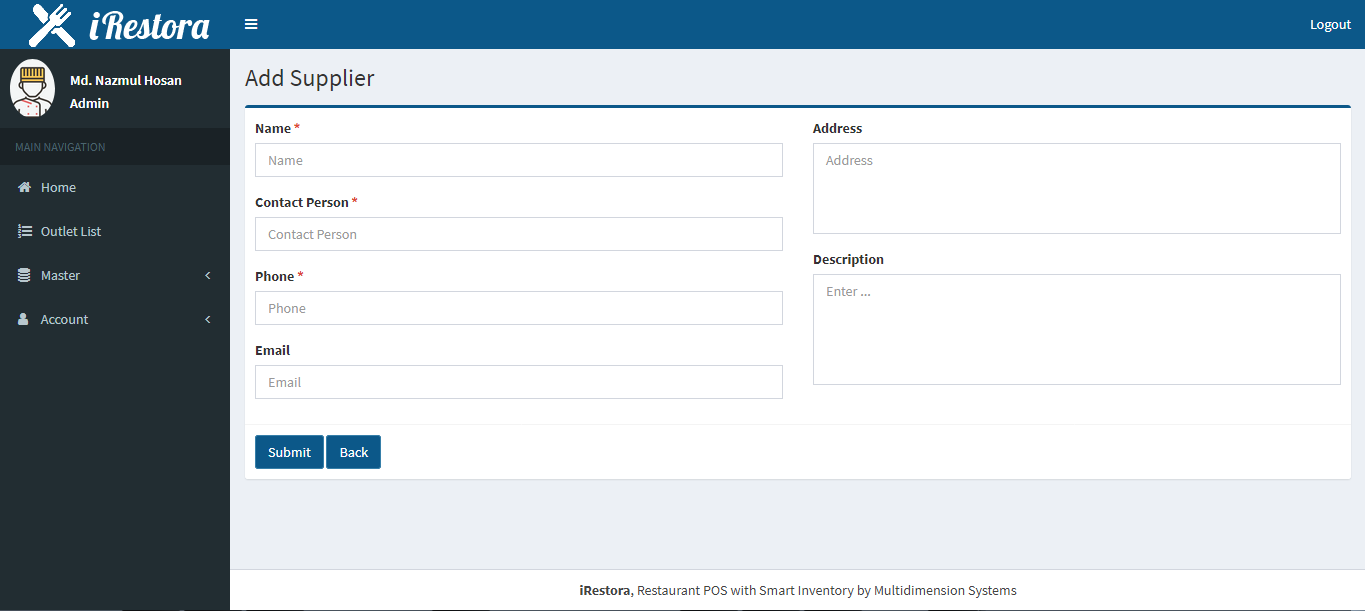 iRestora
Logout
Md. Nazmul Hosan
Admin
MAIN NAVIGATION
Home
Outlet List
Master
Account
Add Supplier
Name *
Name
Contact Person *
Contact Person
Phone *
Phone
Email
Email
Address
Address
Description
Enter ...
Submit Back
iRestora, Restaurant POS with Smart Inventory by Multidimension Systems